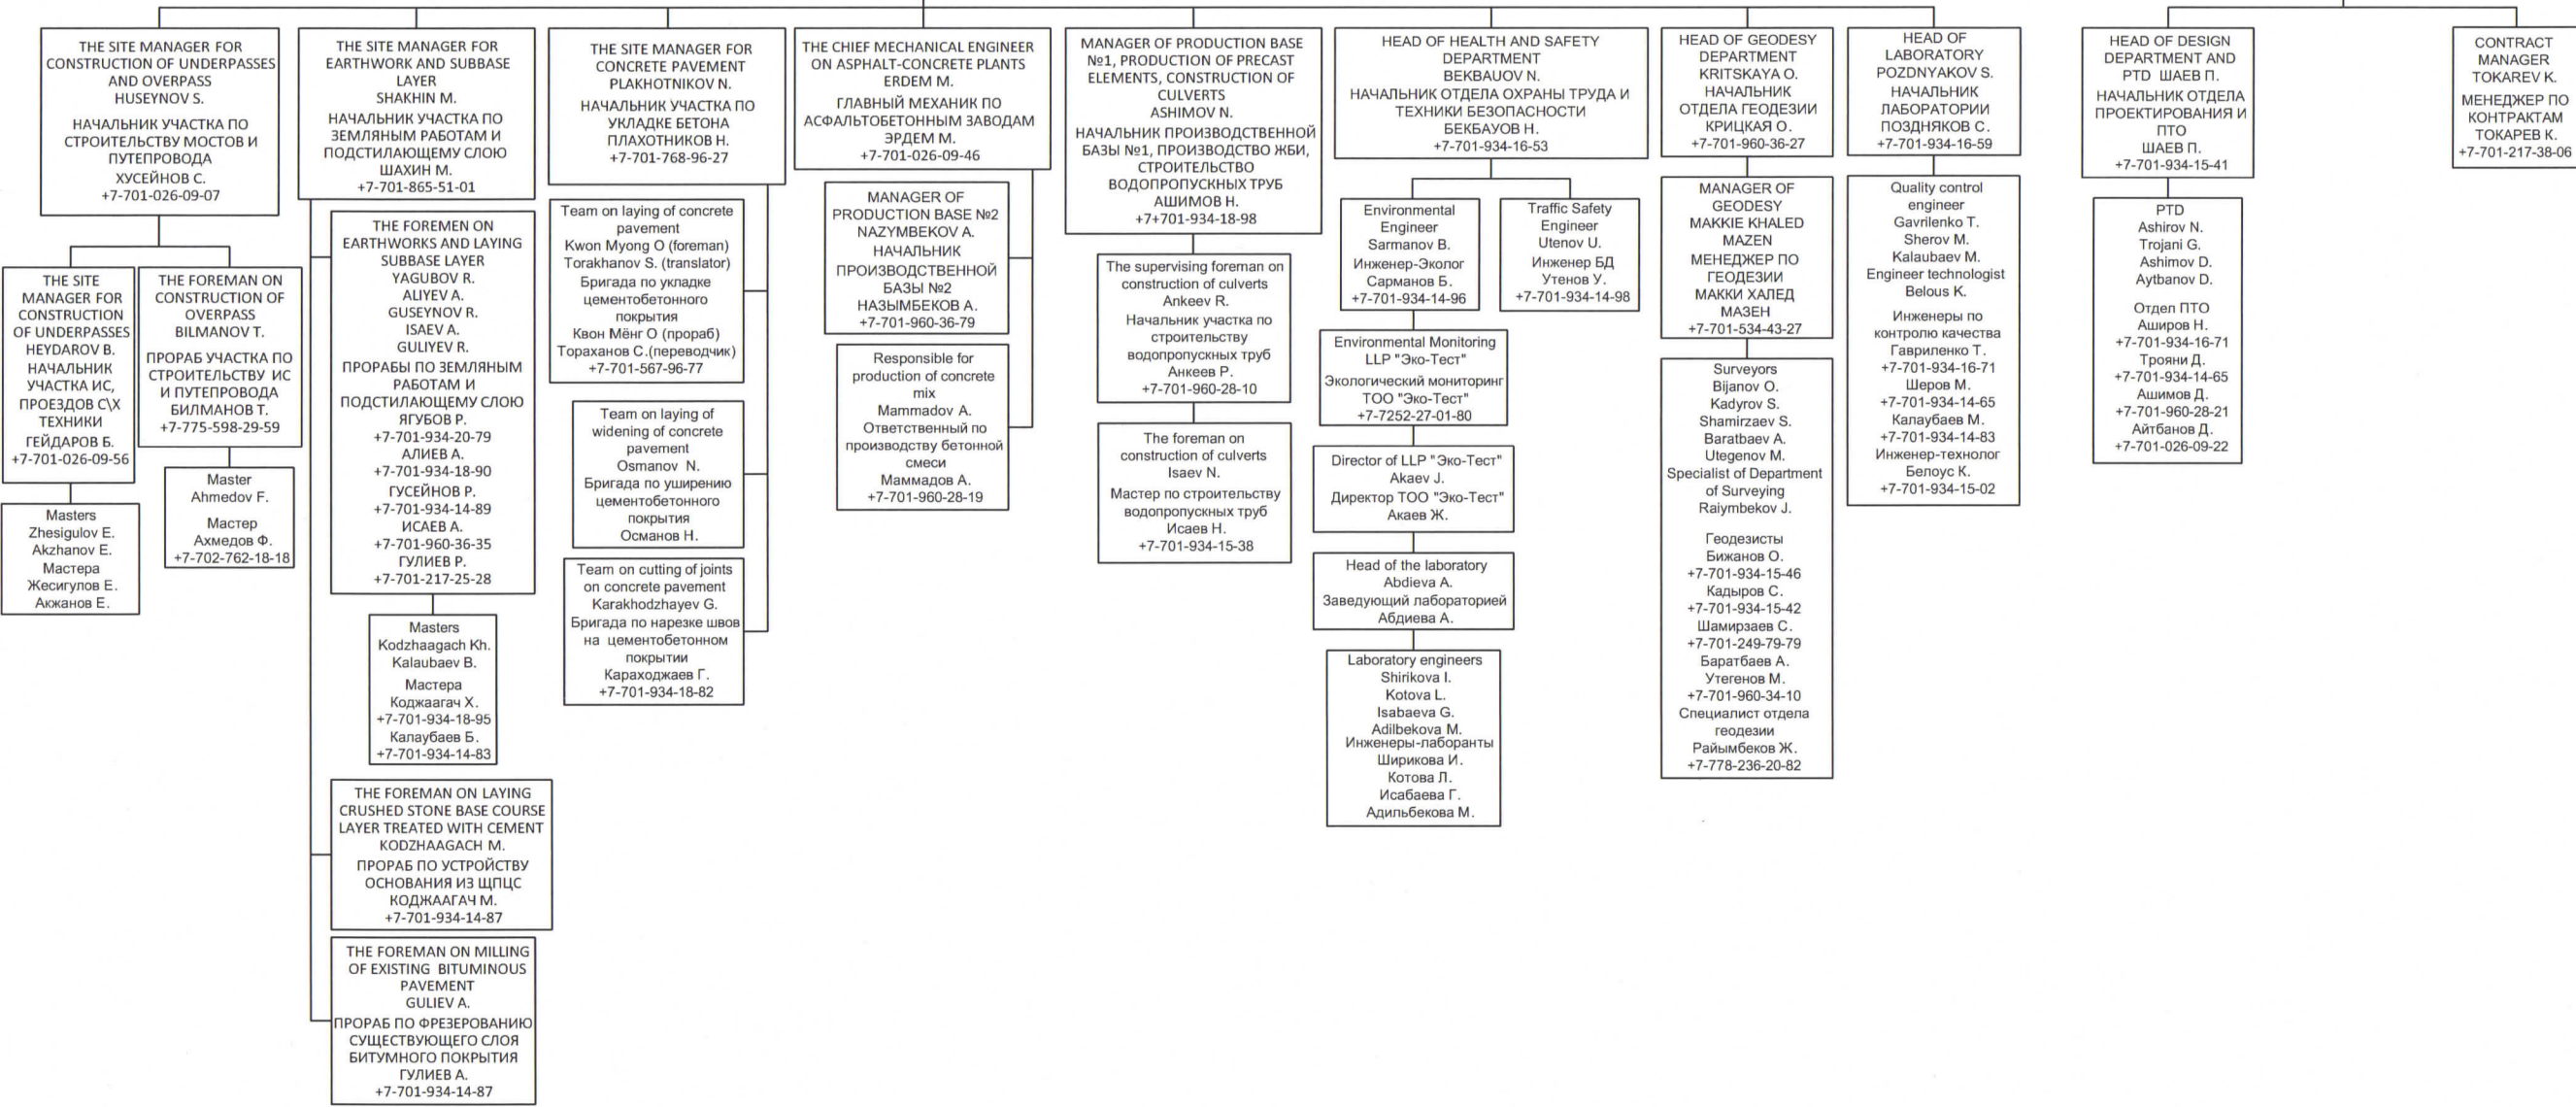 THE SITE MANAGER FOR
CONSTRUCTION OF UNDERPASSES
AND OVERPASS
HUSEYNOV S.
НАЧАЛЬНИК УЧАСТКА ПО
СТРОИТЕЛЬСТВУ МОСТОВ И
ПУТЕПРОВОДА
ХУСЕЙНОВ С.
+7-701-026-09-07
THE SITE
MANAGER FOR
CONSTRUCTION
OF UNDERPASSES
HEYDAROV B.
НАЧАЛЬНИК
УЧАСТКА ИС,
ПРОЕЗДОВ С\Х
ТЕХНИКИ
ГЕЙДАРОВ Б.
+7-701-026-09-56
Masters
Zhesigulov E.
Akzhanov E.
Мастера
Жесигулов Е.
Акжанов Е.
THE FOREMAN ON
CONSTRUCTION OF
OVERPASS
BILMANOV T.
ПРОРАБ УЧАСТКА ПО
СТРОИТЕЛЬСТВУ ИС
И ПУТЕПРОВОДА
БИЛМАНОВ Т.
+7-775-598-29-59
Master
Ahmedov F.
Мастер
Ахмедов Ф.
+7-702-762-18-18
THE SITE MANAGER FOR
EARTHWORK AND SUBBASE
LAYER
SHAKHIN M.
НАЧАЛЬНИК УЧАСТКА ПО
ЗЕМЛЯНЫМ РАБОТАМ И
ПОДСТИЛАЮЩЕМУ СЛОЮ
ШАХИН М.
+7-701-865-51-01
THE FOREMEN ON
EARTHWORKS AND LAYING
SUBBASE LAYER
YAGUBOV R.
ALIYEV A.
GUSEYNOV R.
ISAEV A.
GULIYEV R.
ПРОРАБЫ ПО ЗЕМЛЯНЫМ
РАБОТАМ И
ПОДСТИЛАЮЩЕМУ СЛОЮ
ЯГУБОВ Р.
+7-701-934-20-79
АЛИЕВ А.
+7-701-934-18-90
ГУСЕЙНОВ Р.
+7-701-934-14-89
ИСАЕВ А.
+7-701-960-36-35
ГУЛИЕВ Р.
+7-701-217-25-28
Masters
Kodzhaagach Kh.
Kalaubaev B.
Мастера
Коджаагач Х.
+7-701-934-18-95
Калаубаев Б.
+7-701-934-14-83
THE FOREMAN ON LAYING
CRUSHED STONE BASE COURSE
LAYER TREATED WITH CEMENT
KODZHAAGACH M.
ПРОРАБ ПО УСТРОЙСТВУ
ОСНОВАНИЯ ИЗ ЩПЦС
КОДЖААГАЧ М.
+7-701-934-14-87
THE FOREMAN ON MILLING
OF EXISTING BITUMINOUS
PAVEMENT
GULIEV A.
ПРОРАБ ПО ФРЕЗЕРОВАНИЮ
СУЩЕСТВУЮЩЕГО СЛОЯ
БИТУМНОГО ПОКРЫТИЯ
ГУЛИЕВ А.
+7-701-934-14-87
THE SITE MANAGER FOR
CONCRETE PAVEMENT
PLAKHOTNIKOV N.
НАЧАЛЬНИК УЧАСТКА ПО
УКЛАДКЕ БЕТОНА
ПЛАХОТНИКОВ Н.
+7-701-768-96-27
Team on laying of concrete
pavement
Kwon Myong O (foreman)
Torakhanov S. (translator)
Бригада по укладке
цементобетонного
покрытия
Квон Мёнг О (прораб)
Тораханов С.(переводчик)
+7-701-567-96-77
Team on laying of
widening of concrete
pavement
Osmanov N.
Бригада по уширению
цементобетонного
покрытия
Османов Н.
Team on cutting of joints
on concrete pavement
Karakhodzhayev G.
Бригада по нарезке швов
на цементобетонном
покрытии
Караходжаев Г.
+7-701-934-18-82
THE CHIEF MECHANICAL ENGINEER
ON ASPHALT-CONCRETE PLANTS
ERDEM M.
ГЛАВНЫЙ МЕХАНИК ПО
АСФАЛЬТОБЕТОННЫМ ЗАВОДАМ
ЭРДЕМ М.
+7-701-026-09-46
MANAGER OF
PRODUCTION BASE №2
NAZYMBEKOV A.
НАЧАЛЬНИК
ПРОИЗВОДСТВЕННОЙ
БАЗЫ №2
НАЗЫМБЕКОВ А.
+7-701-960-36-79
Responsible for
production of concrete
mix
Mammadov A.
Ответственный по
производству бетонной
смеси
Маммадов А.
+7-701-960-28-19
MANAGER OF PRODUCTION BASE
№1, PRODUCTION OF PRECAST
ELEMENTS, CONSTRUCTION OF
CULVERTS
ASHIMOV N.
НАЧАЛЬНИК ПРОИЗВОДСТВЕННОЙ
БАЗЫ №1, ПРОИЗВОДСТВО ЖБИ,
СТРОИТЕЛЬСТВО
ВОДОПРОПУСКНЫХ ТРУБ
АШИМОВ Н.
+7+701-934-18-98
The supervising foreman on
construction of culverts
Ankeev R.
Начальник участка по
строительству
водопропускных труб
Анкеев Р.
+7-701-960-28-10
The foreman on
construction of culverts
Isaev N.
Мастер по строительству
водопропускных труб
Исаев Н.
+7-701-934-15-38
HEAD OF HEALTH AND SAFETY
DEPARTMENT
BEKBAUOV N.
НАЧАЛЬНИК ОТДЕЛА ОХРАНЫ ТРУДА И
ТЕХНИКИ БЕЗОПАСНОСТИ
БЕКБАУОВ Н.
+7-701-934-16-53
Environmental
Engineer
Sarmanov B.
Инженер-Эколог
Сарманов Б.
+7-701-934-14-96
Traffic Safety
Engineer
Utenov U.
Инженер БД
Утенов У.
+7-701-934-14-98
Environmental Monitoring
LLP "Эко-Тест"
Экологический мониторинг
ТОО "Эко-Тест"
+7-7252-27-01-80
Director of LLP "Эко-Тест"
Akaev J.
Директор ТОО "Эко-Тест"
Акаев Ж.
Head of the laboratory
Abdieva A.
Заведующий лабораторией
Абдиева А.
Laboratory engineers
Shirikova I.
Kotova L.
Isabaeva G.
Adilbekova M.
Инженеры-лаборанты
Ширикова И.
Котова Л.
Исабаева Г.
Адильбекова М.
HEAD OF GEODESY
DEPARTMENT
KRITSKAYA O.
НАЧАЛЬНИК
ОТДЕЛА ГЕОДЕЗИИ
КРИЦКАЯ О.
+7-701-960-36-27
MANAGER OF
GEODESY
MAKKIE KHALED
MAZEN
МЕНЕДЖЕР ПО
ГЕОДЕЗИИ
МАККИ ХАЛЕД
МАЗЕН
+7-701-534-43-27
Surveyors
Bijanov O.
Kadyrov S.
Shamirzaev S.
Baratbaev A.
Utegenov M.
Specialist of Department
of Surveying
Raiymbekov J.
Геодезисты
Бижанов О.
+7-701-934-15-46
Кадыров С.
+7-701-934-15-42
Шамирзаев С.
+7-701-249-79-79
Баратбаев А.
Утегенов М.
+7-701-960-34-10
Специалист отдела
геодезии
Райымбеков Ж.
+7-778-236-20-82
HEAD OF
LABORATORY
POZDNYAKOV S.
НАЧАЛЬНИК
ЛАБОРАТОРИИ
ПОЗДНЯКОВ С.
+7-701-934-16-59
Quality control
engineer
Gavrilenko T.
Sherov M.
Kalaubaev M.
Engineer technologist
Belous K.
Инженеры по
контролю качества
Гавриленко Т.
+7-701-934-16-71
Шеров М.
+7-701-934-14-65
Калаубаев М.
+7-701-934-14-83
Инженер-технолог
Белоус К.
+7-701-934-15-02
HEAD OF DESIGN
DEPARTMENT AND
PTD ШАЕВ П.
НАЧАЛЬНИК ОТДЕЛА
ПРОЕКТИРОВАНИЯ И
ПТО
ШАЕВ П.
+7-701-934-15-41
PTD
Ashirov N.
Trojani G.
Ashimov D.
Aytbanov D.
Отдел ПТО
Аширов Н.
+7-701-934-16-71
Трояни Д.
+7-701-934-14-65
Ашимов Д.
+7-701-960-28-21
Айтбанов Д.
+7-701-026-09-22
CONTRACT
MANAGER
TOKAREV K.
МЕНЕДЖЕР ПО
КОНТРАКТАМ
ТОКАРЕВ К.
+7-701-217-38-06